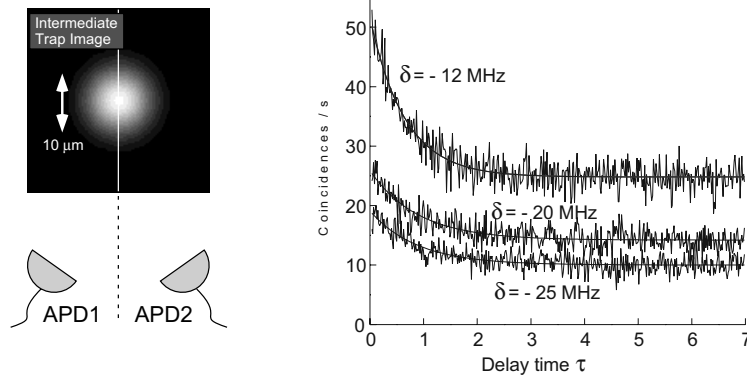 Intermediate
Trap Image
10 μm
APD1 APD2
Coincidences / s
50
40
30
20
10
0
δ = - 12 MHz
δ = - 20 MHz
δ = - 25 MHz
0 1 2 3 4 5 6 7
Delay time τ